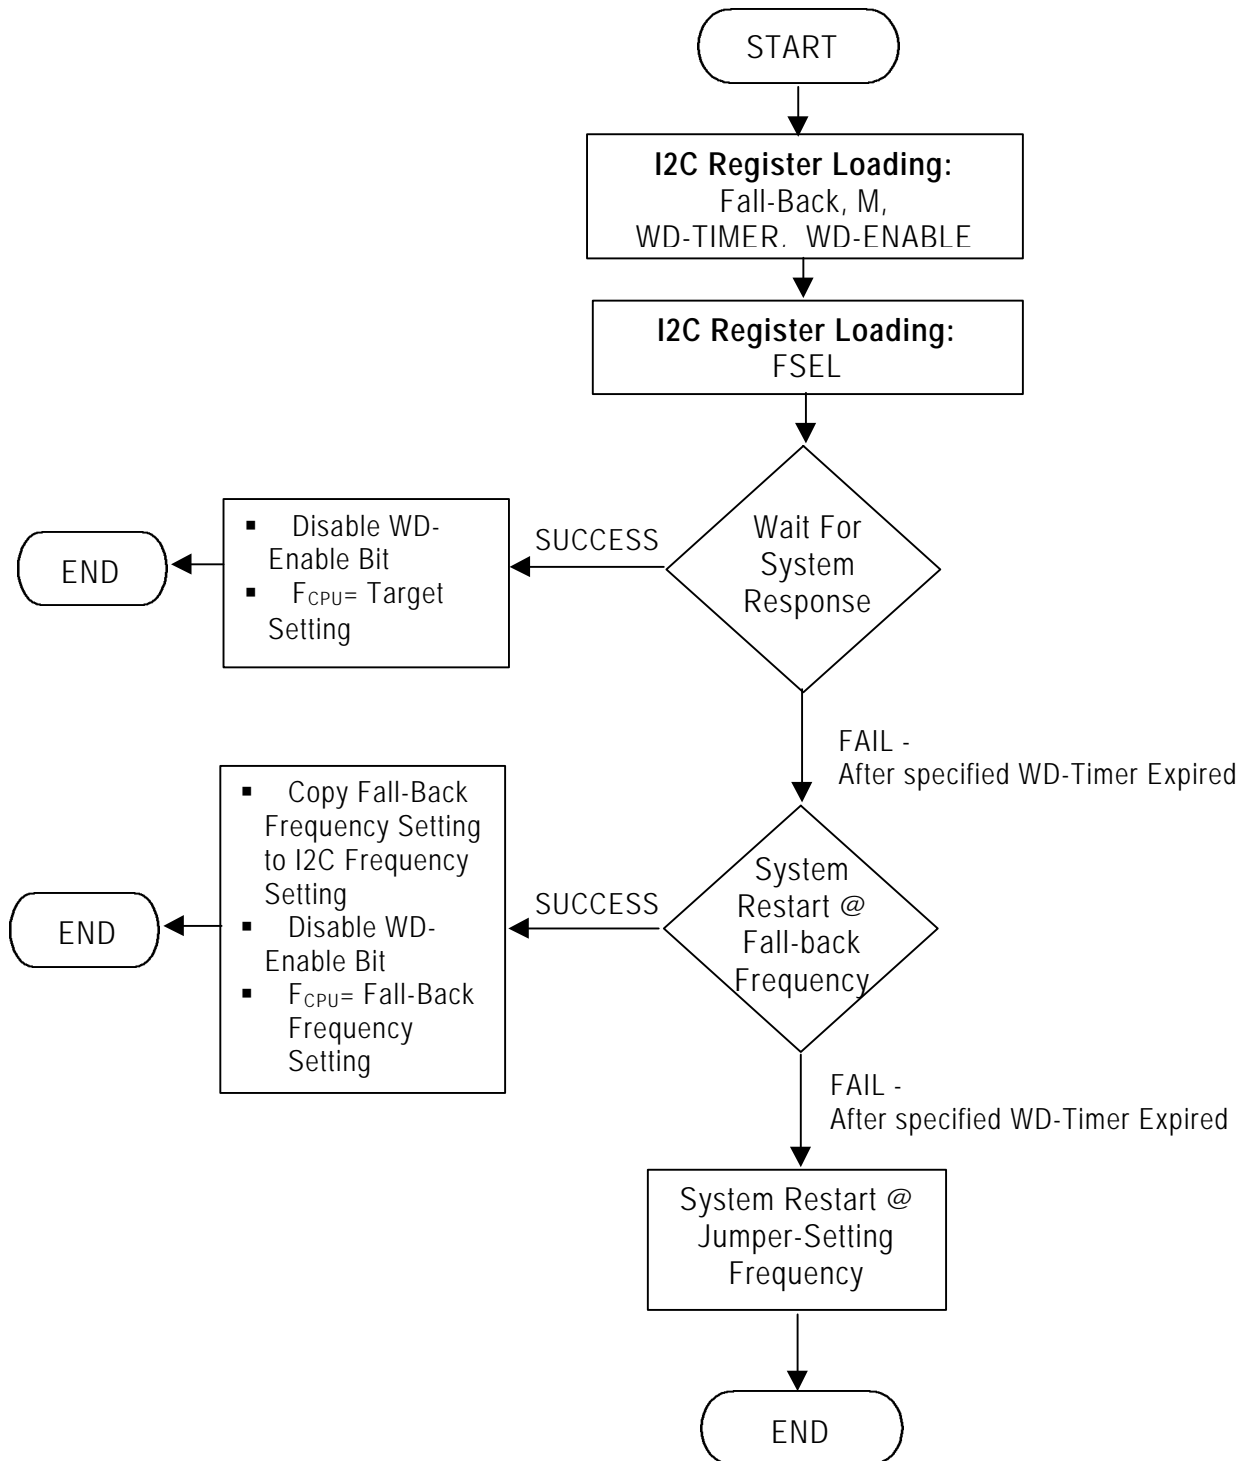 START
I2C Register Loading:
Fall-Back, M,
WD-TIMER. WD-ENABLE
I2C Register Loading:
FSEL
Wait For
System
Response
SUCCESS
▪ Disable WD-
Enable Bit
▪ FCPU= Target
Setting
END
FAIL -
After specified WD-Timer Expired
System
Restart @
Fall-back
Frequency
SUCCESS
▪ Copy Fall-Back
Frequency Setting
to I2C Frequency
Setting
▪ Disable WD-
Enable Bit
▪ FCPU= Fall-Back
Frequency
Setting
END
FAIL -
After specified WD-Timer Expired
System Restart @
Jumper-Setting
Frequency
END